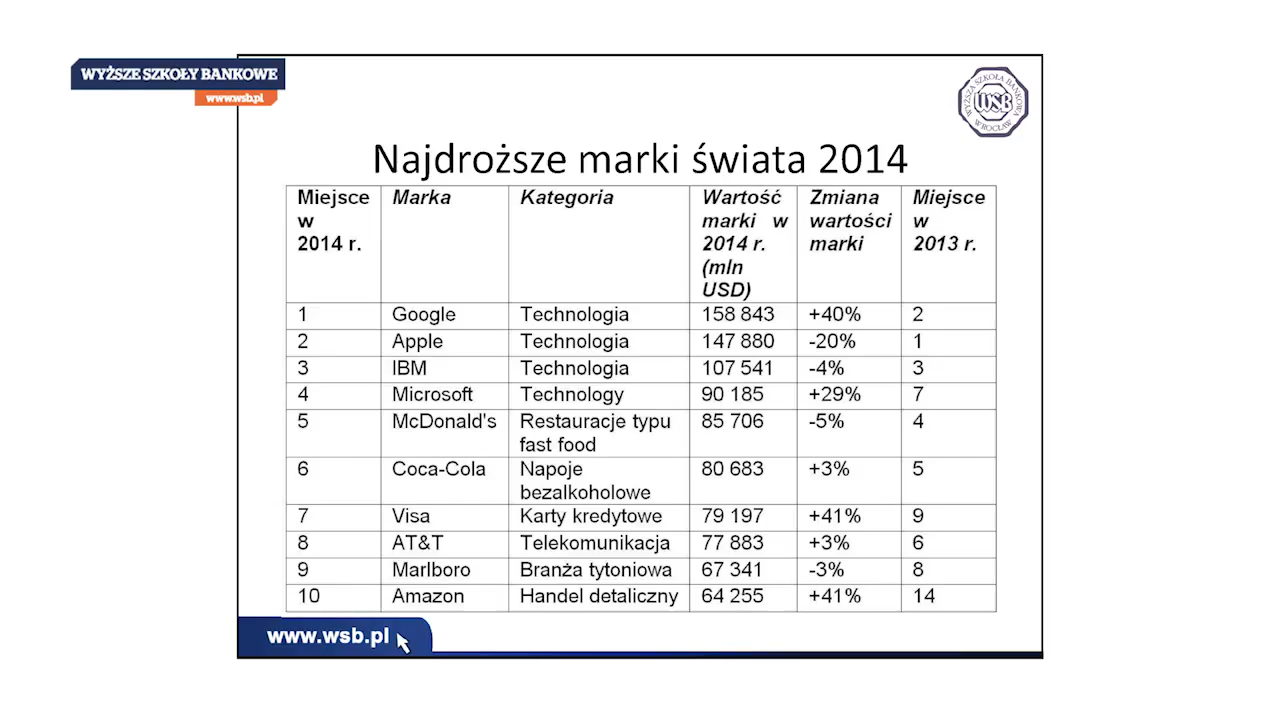 WYŻSZE SZKOŁY BANKOWE
www.wsb.pl
WYŻSZA SZKOŁA BANKOWA
WSB
WROCŁAW
Najdroższe marki świata 2014
Miejsce w 2014 r. Marka Kategoria Wartość marki w 2014 r. (mln USD) Zmiana wartości marki Miejsce w 2013 r.
1 Google Technologia 158 843 +40% 2
2 Apple Technologia 147 880 -20% 1
3 IBM Technologia 107 541 -4% 3
4 Microsoft Technology 90 185 +29% 7
5 McDonald's Restauracje typu fast food 85 706 -5% 4
6 Coca-Cola Napoje bezalkoholowe 80 683 +3% 5
7 Visa Karty kredytowe 79 197 +41% 9
8 AT&T Telekomunikacja 77 883 +3% 6
9 Marlboro Branża tytoniowa 67 341 -3% 8
10 Amazon Handel detaliczny 64 255 +41% 14
www.wsb.pl